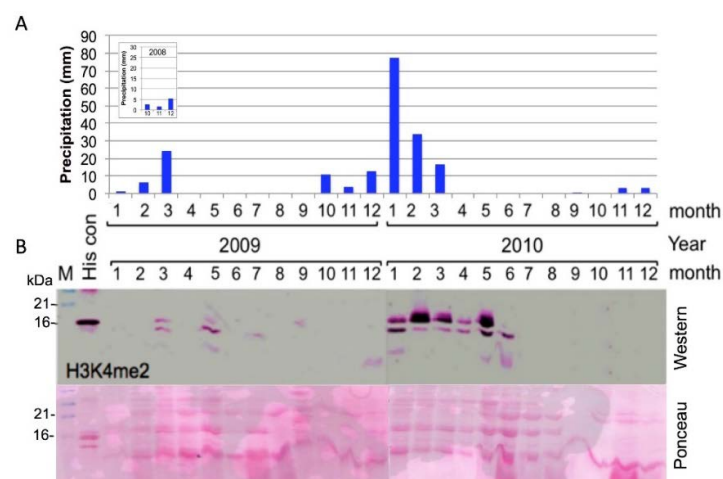 A
90
80
70
60
50
40
30
20
10
0
Precipitation (mm)
2008
30
25
20
15
10
5
0
Precipitation (mm)
10 11 12
1 2 3 4 5 6 7 8 9 10 11 12 1 2 3 4 5 6 7 8 9 10 11 12 month
B
2009 2010 Year
M His con 1 2 3 4 5 6 7 8 9 10 11 12 1 2 3 4 5 6 7 8 9 10 11 12 month
kDa
21-
16-
H3K4me2
Western
21-
16-
Ponceau